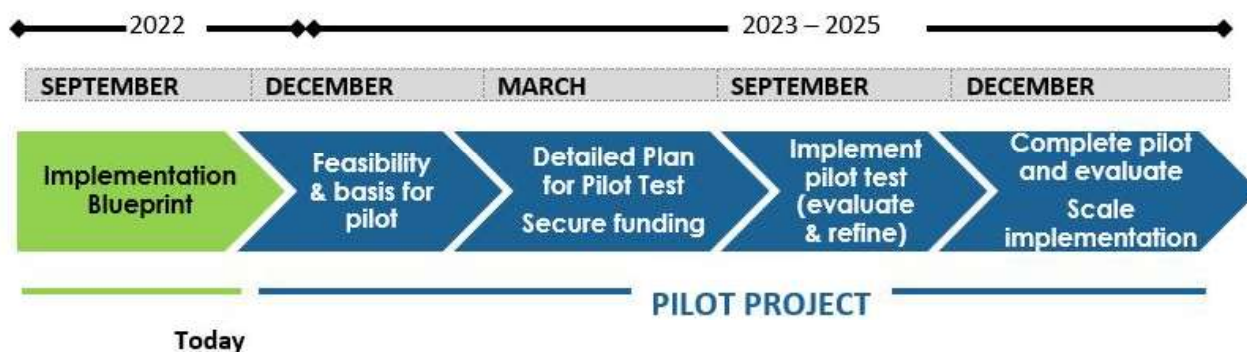 2022
2023 – 2025
SEPTEMBER
DECEMBER
MARCH
SEPTEMBER
DECEMBER
Implementation
Blueprint
Feasibility
& basis for
pilot
Detailed Plan
for Pilot Test
Secure funding
Implement
pilot test
(evaluate
& refine)
Complete pilot
and evaluate
Scale
implementation
PILOT PROJECT
Today